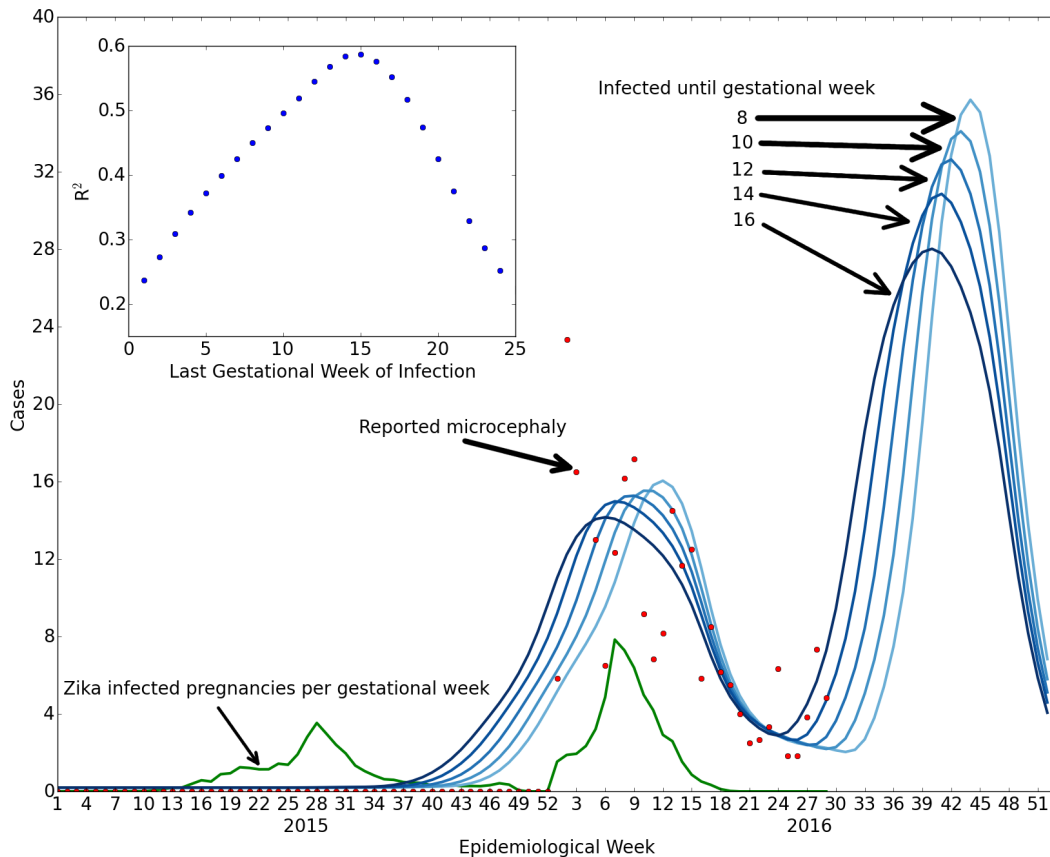 40
36
32
28
24
20
16
12
8
4
0
Cases
0.6
0.5
0.4
0.3
0.2
R2
0 5 10 15 20 25
Last Gestational Week of Infection
Infected until gestational week
8
10
12
14
16
Reported microcephaly
Zika infected pregnancies per gestational week
1 4 7 10 13 16 19 22 25 28 31 34 37 40 43 46 49 52 3 6 9 12 15 18 21 24 27 30 33 36 39 42 45 48 51
2015 2016
Epidemiological Week